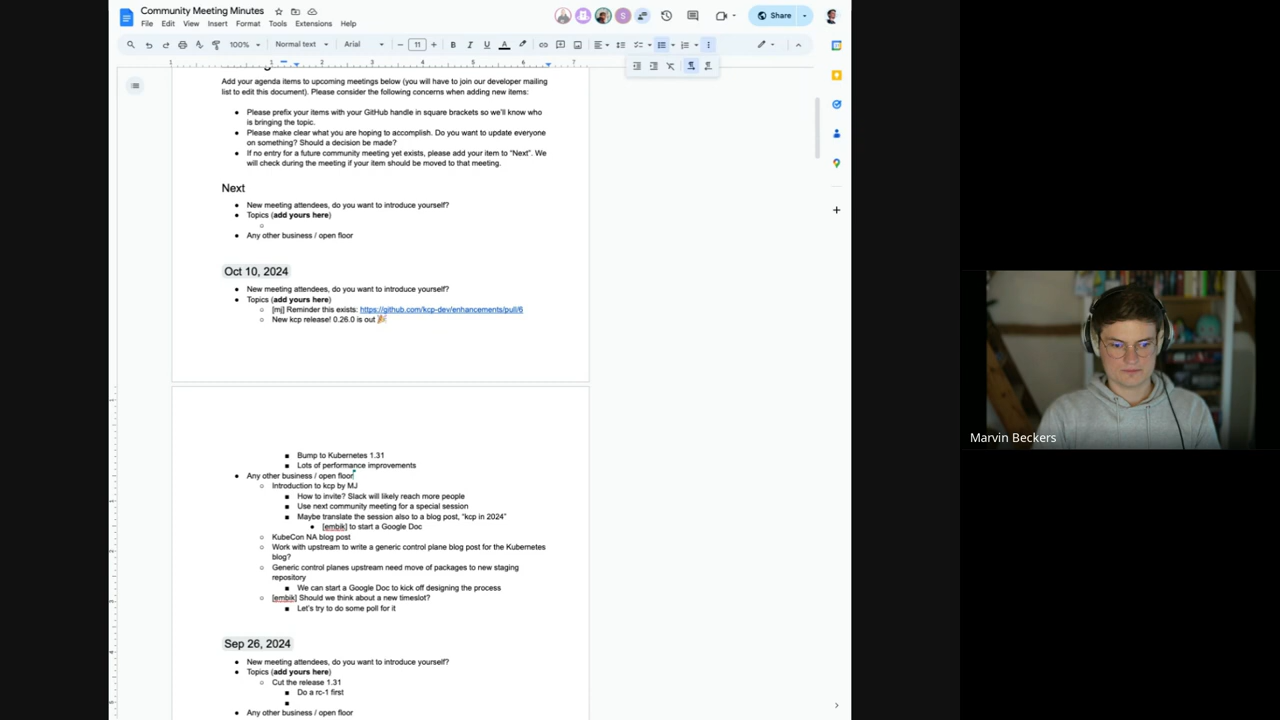 Community Meeting Minutes
File Edit View Insert Format Tools Extensions Help
Share
100% Normal text Arial 11
1 1 2 3 4 5 6 7
Add your agenda items to upcoming meetings below (you will have to join our developer mailing
list to edit this document). Please consider the following concerns when adding new items:
● Please prefix your items with your GitHub handle in square brackets so we'll know who
is bringing the topic.
● Please make clear what you are hoping to accomplish. Do you want to update everyone
on something? Should a decision be made?
● If no entry for a future community meeting yet exists, please add your item to "Next". We
will check during the meeting if your item should be moved to that meeting.
Next
● New meeting attendees, do you want to introduce yourself?
● Topics (add yours here)
○
● Any other business / open floor
Oct 10, 2024
● New meeting attendees, do you want to introduce yourself?
● Topics (add yours here)
○ [mj] Reminder this exists: https://github.com/kcp-dev/enhancements/pull/6
○ New kcp release! 0.26.0 is out 🎉
■ Bump to Kubernetes 1.31
■ Lots of performance improvements
● Any other business / open floor
○ Introduction to kcp by MJ
■ How to invite? Slack will likely reach more people
■ Use next community meeting for a special session
■ Maybe translate the session also to a blog post, "kcp in 2024"
● [embik] to start a Google Doc
○ KubeCon NA blog post
○ Work with upstream to write a generic control plane blog post for the Kubernetes
blog?
○ Generic control planes upstream need move of packages to new staging
repository
■ We can start a Google Doc to kick off designing the process
○ [embik] Should we think about a new timeslot?
■ Let's try to do some poll for it
Sep 26, 2024
● New meeting attendees, do you want to introduce yourself?
● Topics (add yours here)
○ Cut the release 1.31
■ Do a rc-1 first
■
● Any other business / open floor
Marvin Beckers